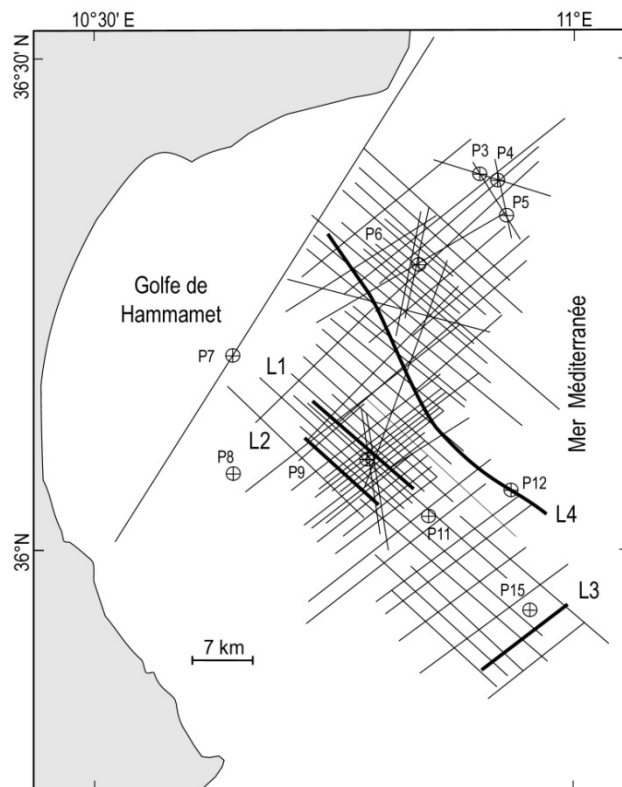 10°30' E
11° E
36°30' N
P3
P4
P5
P6
Golfe de
Hammamet
Mer Méditerranée
P7
L1
L2
P8
P9
P12
L4
P11
36°N
P15
L3
7 km